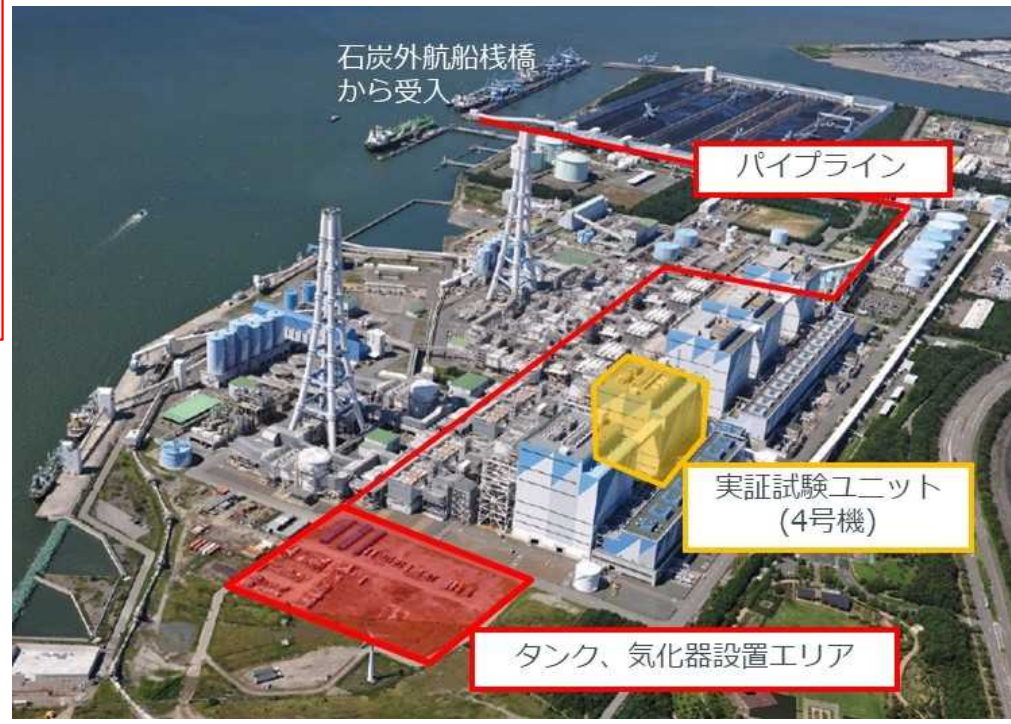 石炭外航船桟橋
から受入
パイプライン
実証試験ユニット
(4号機)
タンク、気化器設置エリア